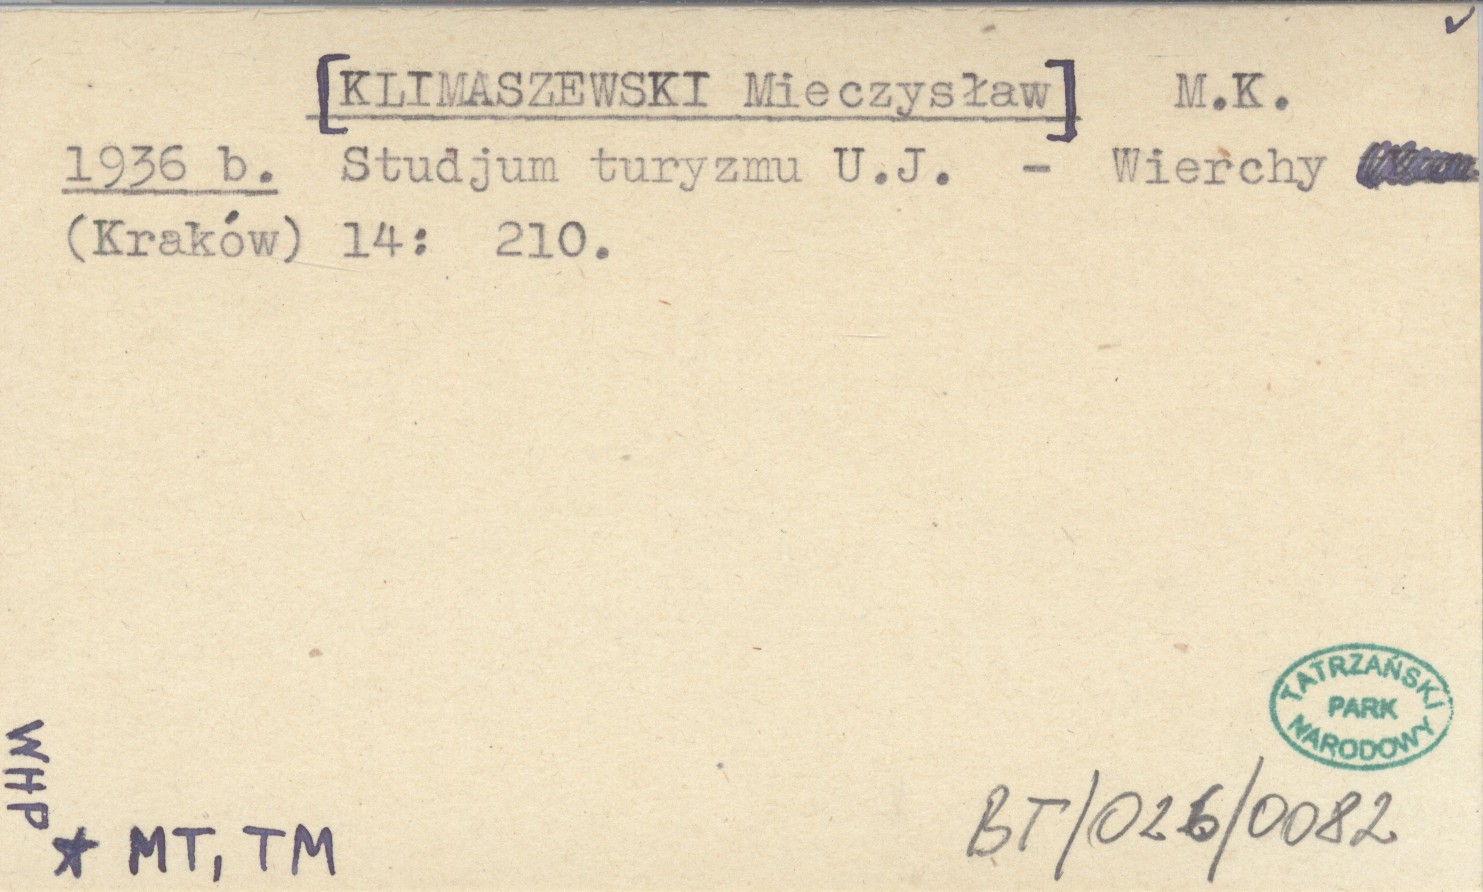 [KLIMASZEWSKI Mieczysław] M.K.
1936 b. Studjum turyzmu U.J. - Wierchy
(Kraków) 14: 210.
TATRZAŃSKI
PARK
NARODOWY
WHP
* MT, TM
BT/026/0082